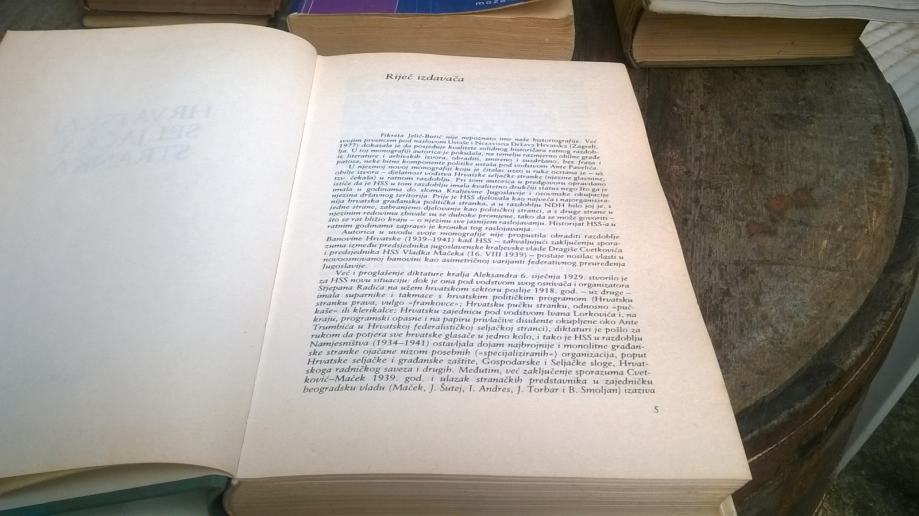 moza
HRVATSKA
SELJAČKA
Riječ izdavača
Fikreta Jelić-Butić nije nepoznato ime naše historiografije. Već
svojim prvencem pod naslovom Ustaše i Nezavisna Država Hrvatska (Zagreb,
1977) dokazala je da posjeduje kvalitete solidnog historičara ratnog razdob-
lja. U toj monografiji autorica je pokušala, na temelju razmjerno obilne građe
iz literature i arhivskih izvora, obraditi, smireno i suzdržano, bez fraza i
patosa, neke bitne komponente politike ustaša pod vodstvom Ante Pavelića.
U njezinoj novoj monografiji koju je čitalac uzeo u ruke ocrtana je – uz
obilje izvora – djelatnost vodstva Hrvatske seljačke stranke (njezine glavnine,
tzv. čekaša) u ratnom razdoblju. Pri tom autorica u predgovoru opravdano
ističe da je HSS u tom razdoblju imala kvalitetno drukčiji status nego što ga je
imala u godinama do sloma Kraljevine Jugoslavije i osovinske okupacije
njezina državnog teritorija. Prije je HSS djelovala kao najveća i najorganizira-
nija hrvatska građanska politička stranka, a u razdoblju NDH bilo joj je, s
jedne strane, zabranjeno djelovanje kao političkoj stranci, a s druge strane u
njezinim redovima zbivale su se duboke promjene, tako da se može govoriti –
što se rat bližio kraju – o njezinu sve jasnijem raslojavanju. Historijat HSS-a u
ratnim godinama zapravo je kronika tog raslojavanja.
Autorica u uvodu svoje monografije nije propustila obraditi razdoblje
Banovine Hrvatske (1939–1941) kad HSS – zahvaljujući zaključenju spora-
zuma između predsjednika jugoslavenske kraljevske vlade Dragiše Cvetkovića
i predsjednika HSS Vladka Mačeka (26. VIII 1939) – postaje nosilac vlasti u
novoosnovanoj banovini kao asimetričnoj varijanti federativnog preuređenja
Jugoslavije.
Već i proglašenje diktature kralja Aleksandra 6. siječnja 1929. stvorilo je
za HSS novu situaciju: dok je ona pod vodstvom svog osnivača i organizatora
Stjepana Radića na užem hrvatskom sektoru poslije 1918. god. – uz druge –
imala suparnike i takmace s hrvatskim političkim programom (Hrvatsku
stranku prava, vulgo »frankovce«; Hrvatsku pučku stranku, odnosno »puč-
kaše« ili klerikalce; Hrvatsku zajednicu pod vodstvom Ivana Lorkovića i, na
kraju, programski opasne i na papiru privlačive disidente okupljene oko Ante
Trumbića u Hrvatskoj federalističkoj seljačkoj stranci), diktaturi je pošlo za
rukom da potjera sve hrvatske glasače u jedno kolo, i tako je HSS u razdoblju
Namjesništva (1934–1941) ostavljala dojam najbrojnije i monolitne građan-
ske stranke ojačane nizom posebnih (»specijaliziranih«) organizacija, poput
Hrvatske seljačke i građanske zaštite, Gospodarske i Seljačke sloge, Hrvat-
skoga radničkog saveza i drugih. Međutim, već zaključenje sporazuma Cvet-
ković–Maček 1939. god. i ulazak stranačkih predstavnika u zajedničku
beogradsku vladu (Maček, J. Šutej, I. Andres, J. Torbar i B. Smoljan) izaziva
5